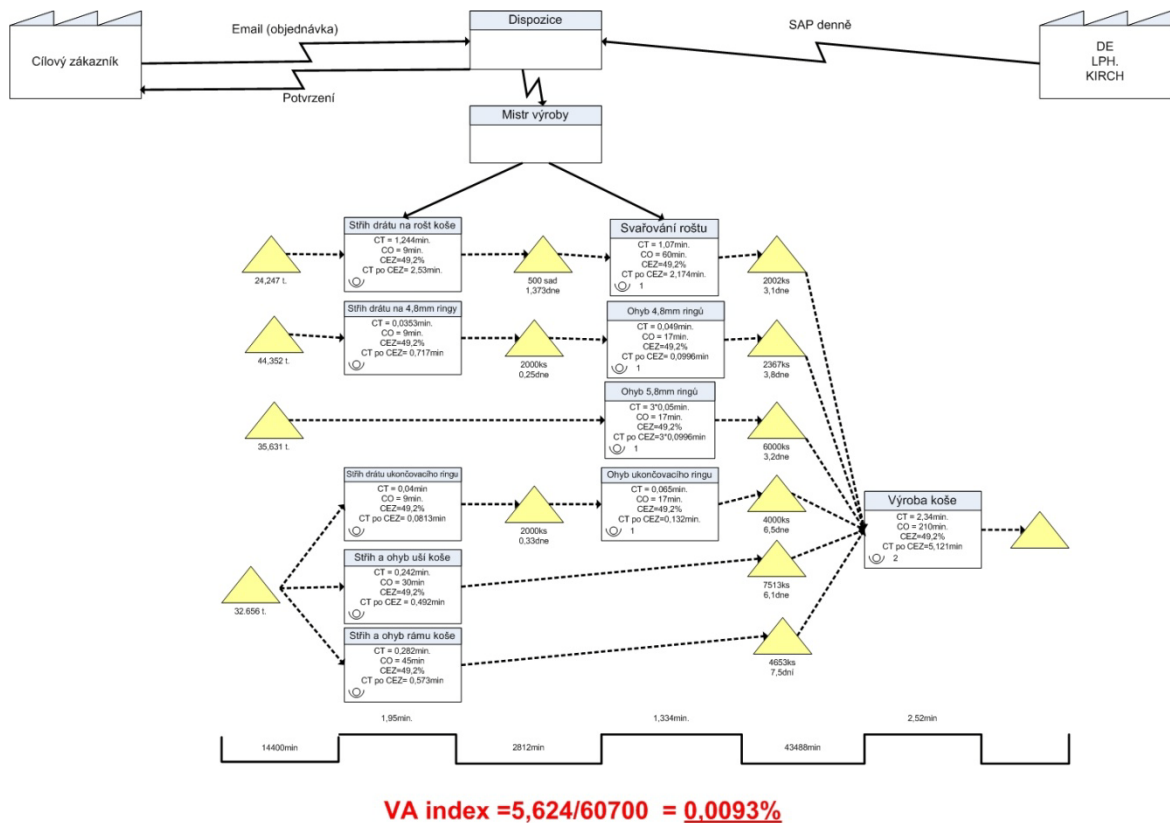 Cílový zákazník
Email (objednávka)
Potvrzení
Dispozice
SAP denně
DE
LPH.
KIRCH
Mistr výroby
24,247 t.
Střih drátu na rošt koše
CT = 1,244min.
CO = 9min.
CEZ=49,2%
CT po CEZ= 2,53min.
500 sad
1,373dne
Svařování roštu
CT = 1,07min.
CO = 60min.
CEZ=49,2%
CT po CEZ= 2,174min.
1
2002ks
3,1dne
44,352 t.
Střih drátu na 4,8mm ringy
CT = 0,0353min.
CO = 9min.
CEZ=49,2%
CT po CEZ= 0,717min
2000ks
0,25dne
Ohyb 4,8mm ringů
CT = 0,049min.
CO = 17min.
CEZ=49,2%
CT po CEZ= 0,0996min
1
2367ks
3,8dne
35,631 t.
Ohyb 5,8mm ringů
CT = 3*0,05min.
CO = 17min.
CEZ=49,2%
CT po CEZ=3*0,0996min
1
6000ks
3,2dne
Střih drátu ukončovacího ringu
CT = 0,04min
CO = 9min.
CEZ=49,2%
CT po CEZ= 0,0813min
2000ks
0,33dne
Ohyb ukončovacího ringu
CT = 0,065min
CO = 17min.
CEZ=49,2%
CT po CEZ=0,132min.
1
4000ks
6,5dne
Výroba koše
CT = 2,34min.
CO = 210min.
CEZ=49,2%
CT po CEZ=5,121min
2
32.656 t.
Střih a ohyb uší koše
CT = 0,242min.
CO = 30min
CEZ=49,2%
CT po CEZ = 0,492min
7513ks
6,1dne
Střih a ohyb rámu koše
CT = 0,282min.
CO = 45min
CEZ=49,2%
CT po CEZ= 0,573min
4653ks
7,5dní
1,95min.
1,334min.
2,52min
14400min
2812min
43488min
VA index =5,624/60700 = 0,0093%